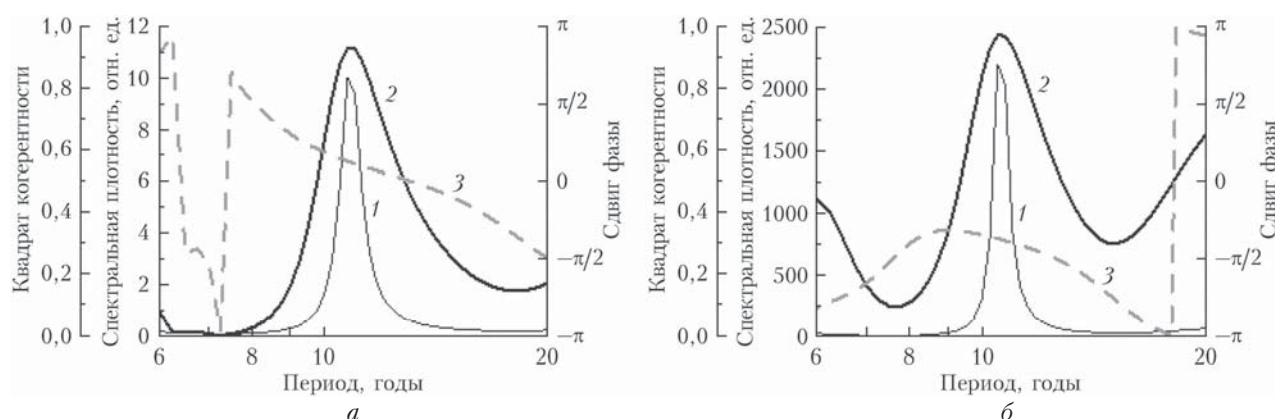 Квадрат когерентности
1,0
0,8
0,6
0,4
0,2
0,0
Спектральная плотность, отн. ед.
12
10
8
6
4
2
0
π
π/2
0
−π/2
−π
Сдвиг фазы
1
2
3
6 8 10 20
Период, годы
а
Квадрат когерентности
1,0
0,8
0,6
0,4
0,2
0,0
Спектральная плотность, отн. ед.
2500
2000
1500
1000
500
0
π
π/2
0
−π/2
−π
Сдвиг фазы
1
2
3
6 8 10 20
Период, годы
б